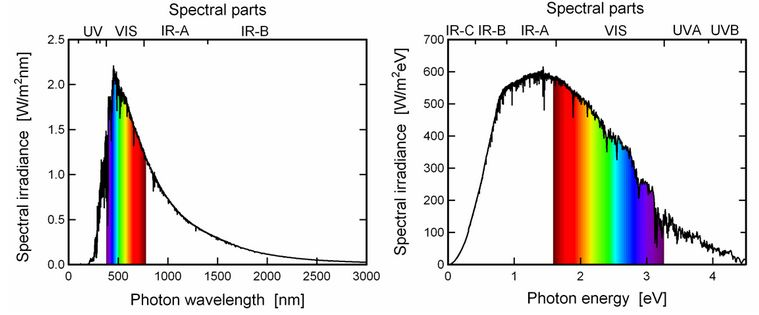 Spectral parts
UV VIS IR-A IR-B
2.5
2.0
1.5
1.0
0.5
0.0
Spectral irradiance [W/m²nm]
0 500 1000 1500 2000 2500 3000
Photon wavelength [nm]
Spectral parts
IR-C IR-B IR-A VIS UVA UVB
700
600
500
400
300
200
100
0
Spectral irradiance [W/m²eV]
0 1 2 3 4
Photon energy [eV]